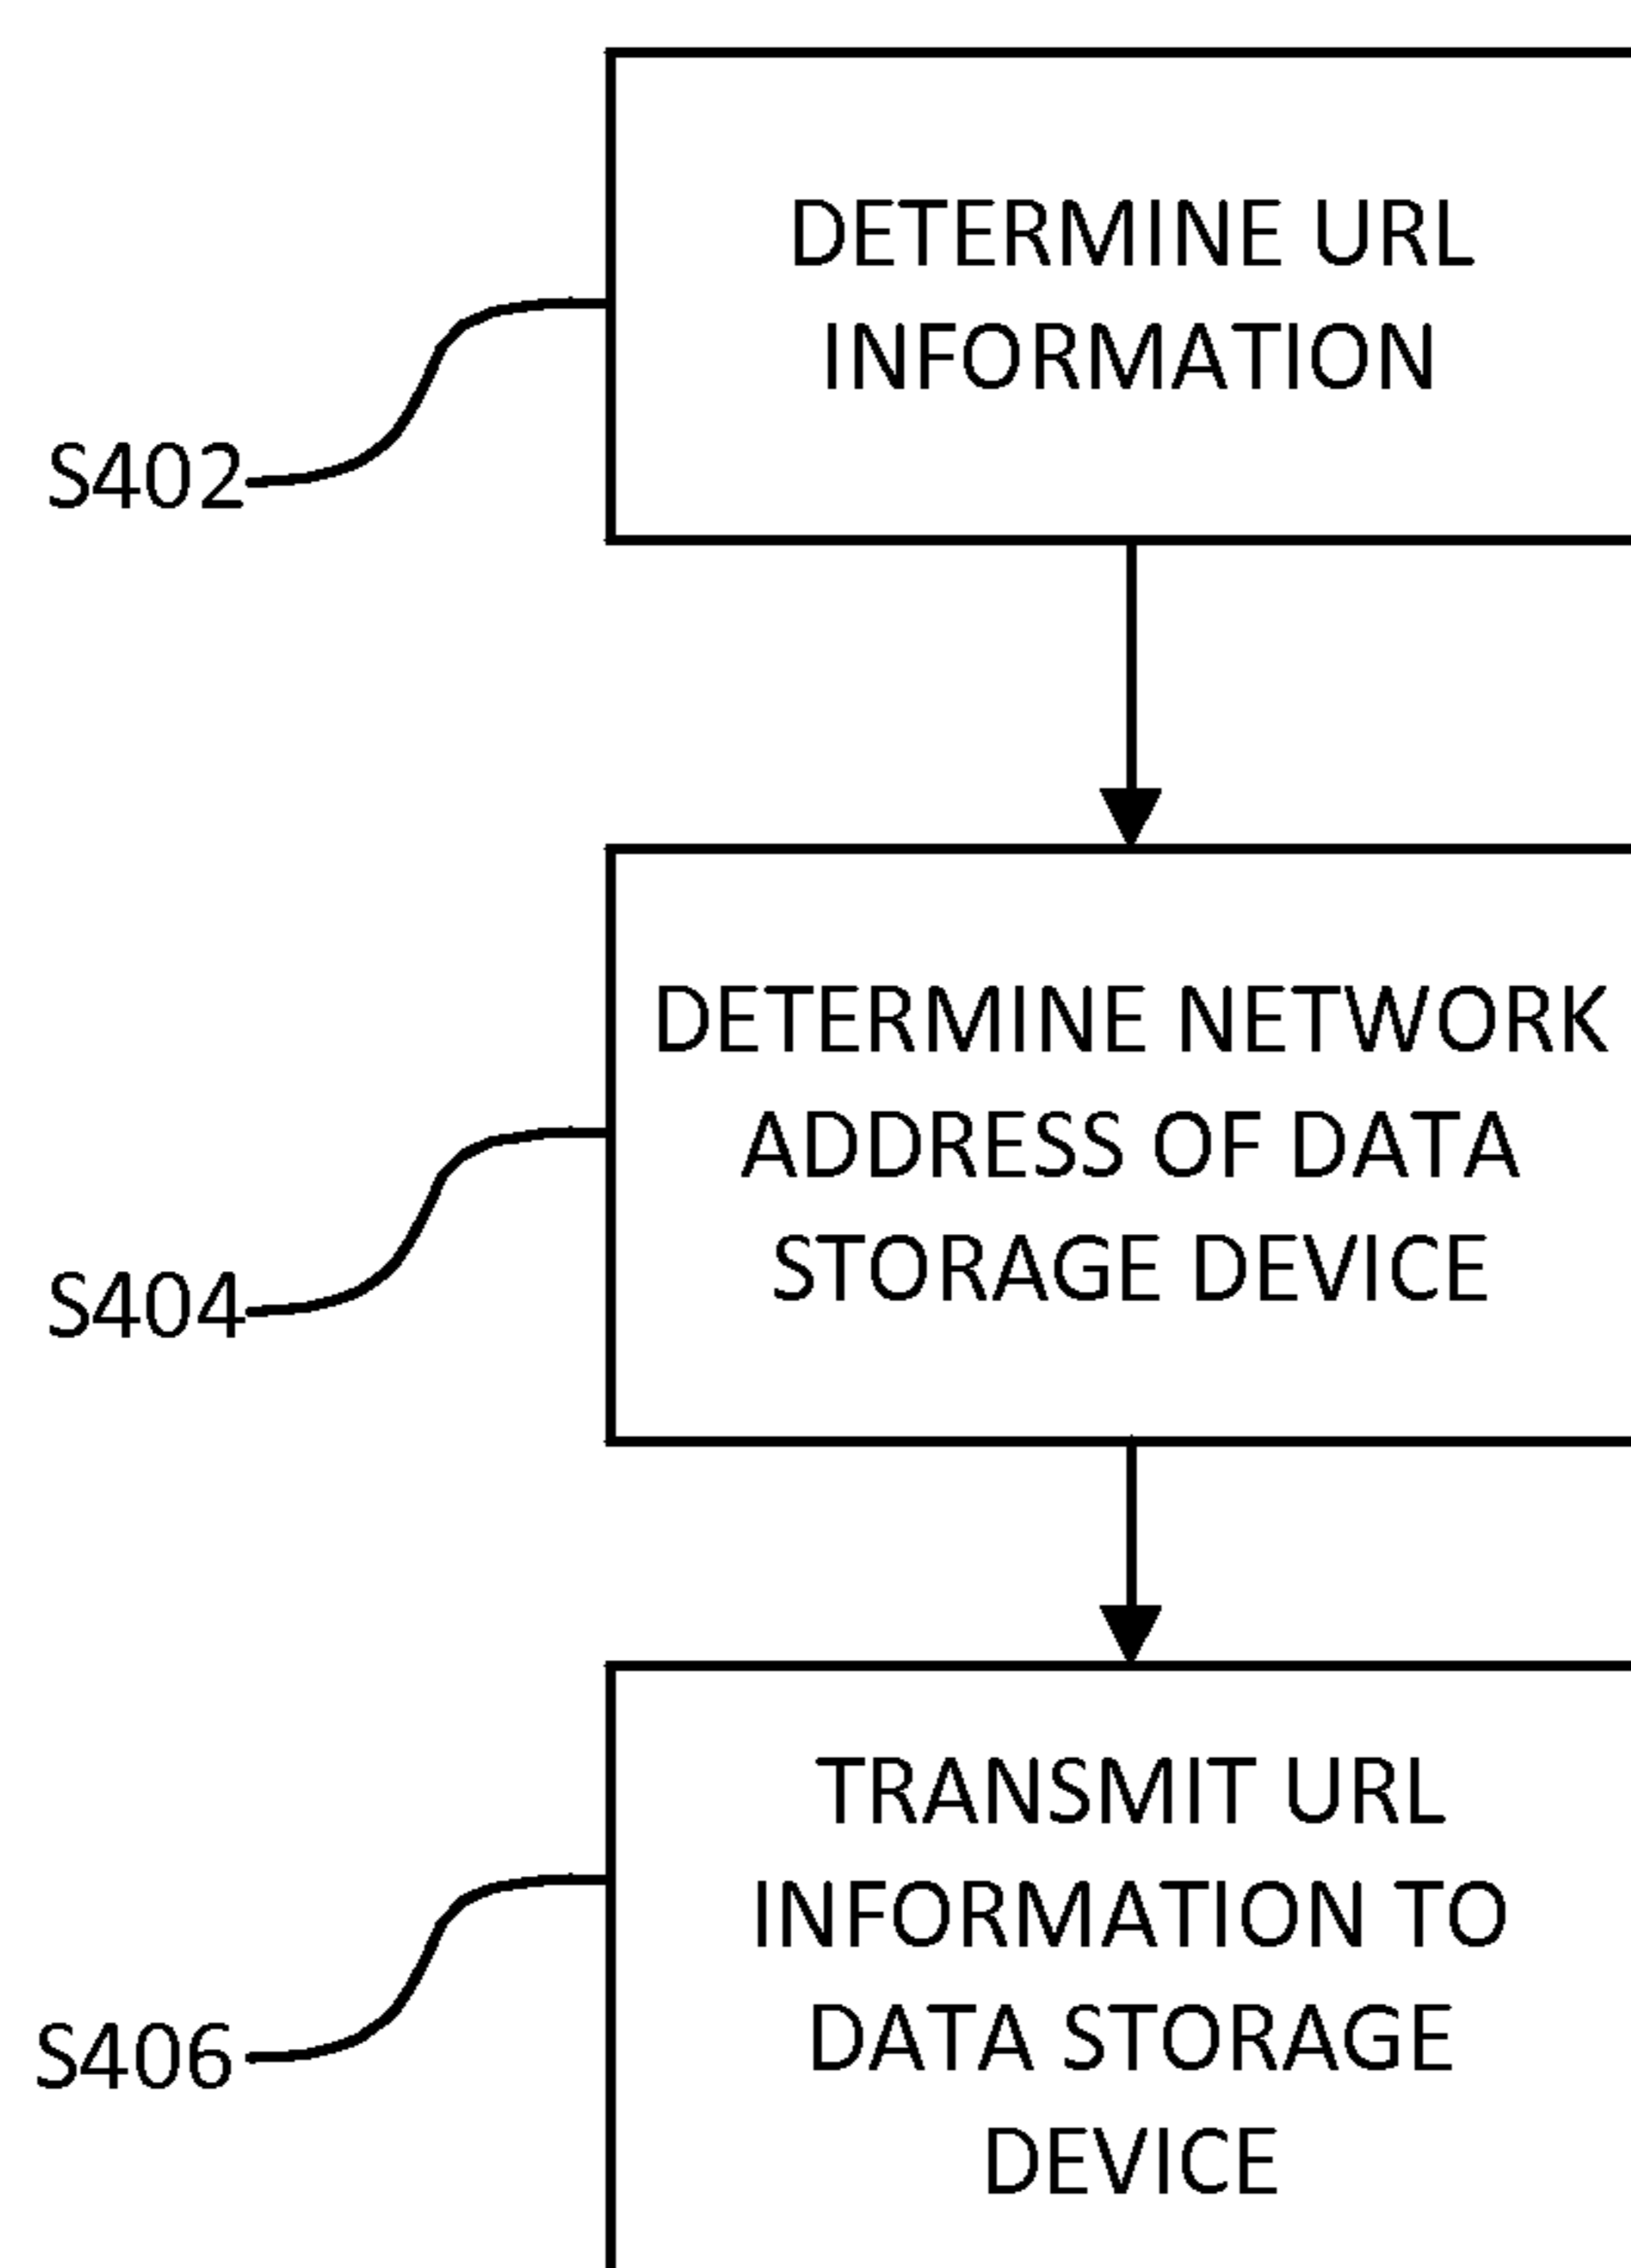 DETERMINE URL
INFORMATION
S402
DETERMINE NETWORK
ADDRESS OF DATA
STORAGE DEVICE
S404
TRANSMIT URL
INFORMATION TO
DATA STORAGE
DEVICE
S406